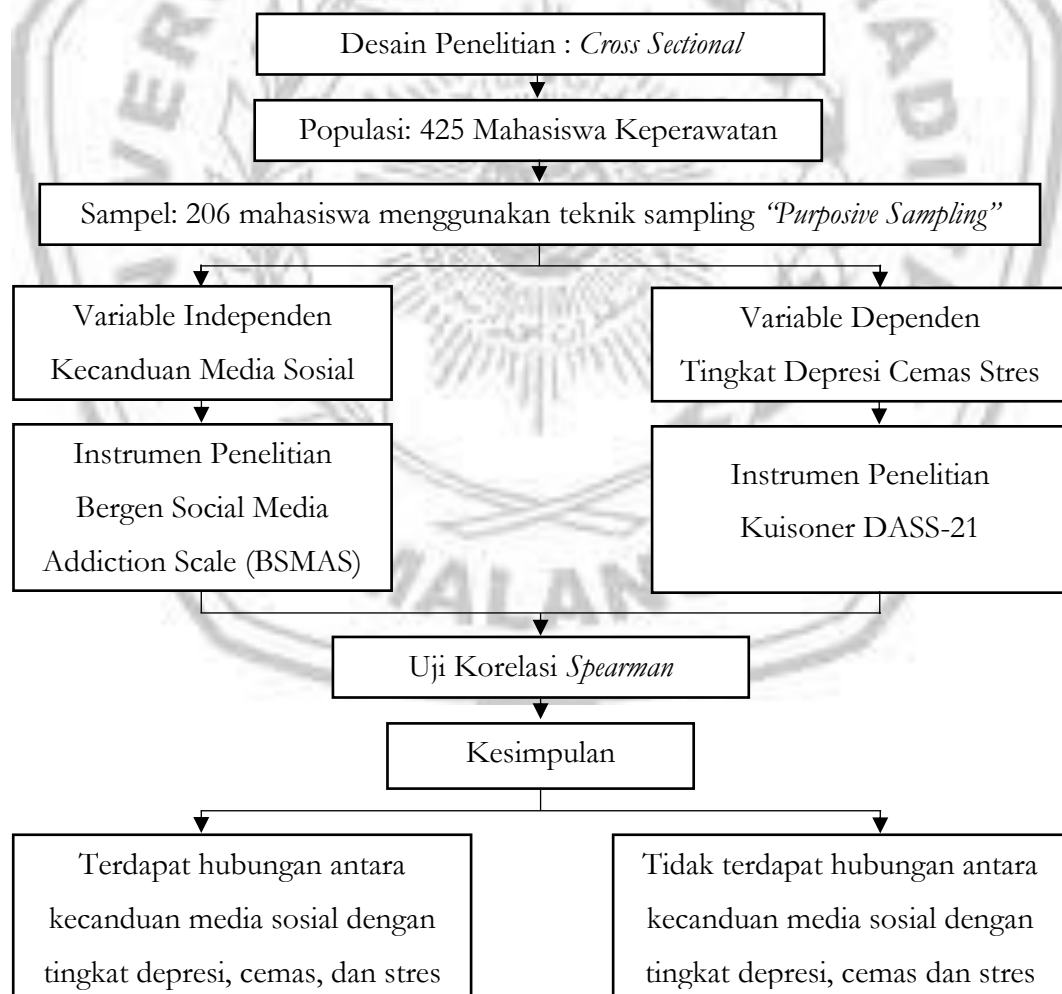 Desain Penelitian : Cross Sectional
Populasi: 425 Mahasiswa Keperawatan
Sampel: 206 mahasiswa menggunakan teknik sampling “Purposive Sampling”
Variable Independen
Kecanduan Media Sosial
Variable Dependen
Tingkat Depresi Cemas Stres
Instrumen Penelitian
Bergen Social Media
Addiction Scale (BSMAS)
Instrumen Penelitian
Kuisoner DASS-21
MALANG
Uji Korelasi Spearman
Kesimpulan
Terdapat hubungan antara
kecanduan media sosial dengan
tingkat depresi, cemas, dan stres
Tidak terdapat hubungan antara
kecanduan media sosial dengan
tingkat depresi, cemas dan stres